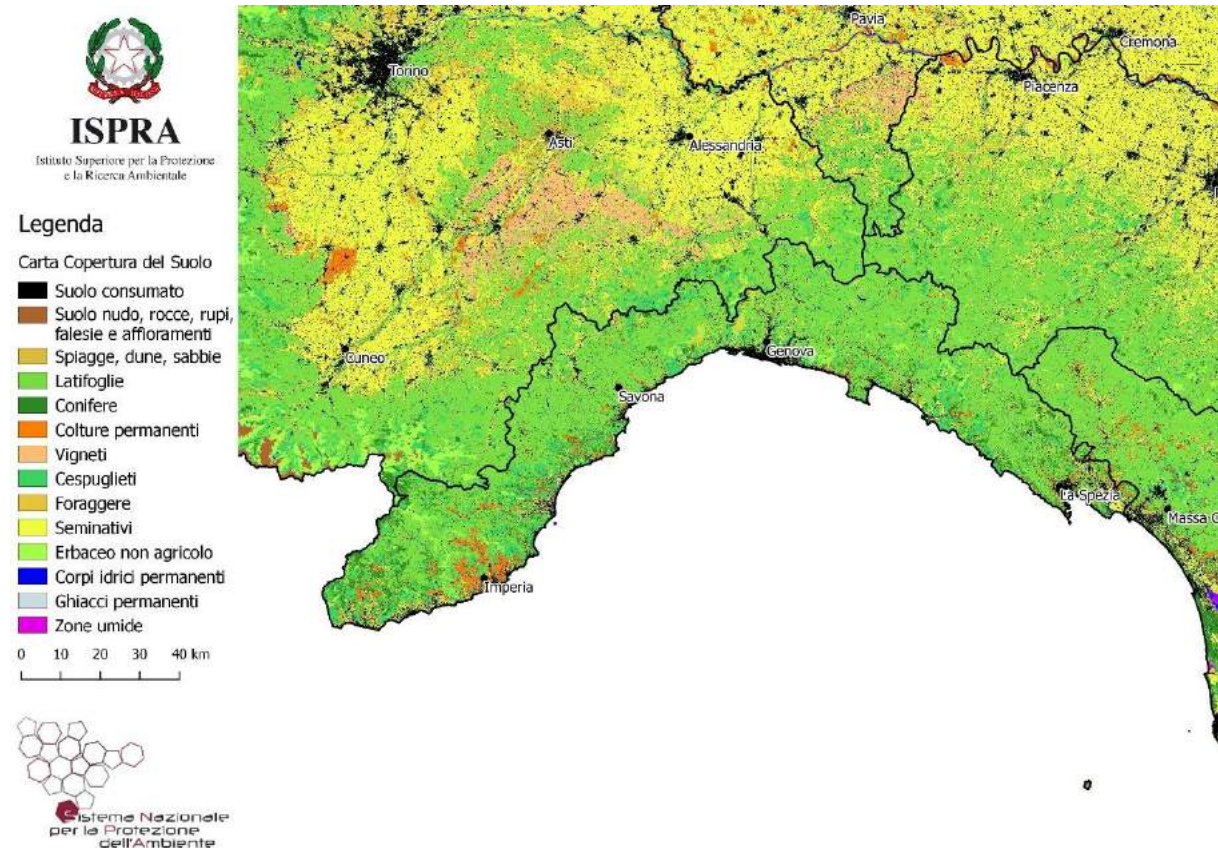 ISPRA
Istituto Superiore per la Protezione
e la Ricerca Ambientale
Legenda
Carta Copertura del Suolo
Suolo consumato
Suolo nudo, rocce, rupi,
falesie e affioramenti
Spiagge, dune, sabbie
Latifoglie
Conifere
Colture permanenti
Vigneti
Cespuglieti
Foraggere
Seminativi
Erbaceo non agricolo
Corpi idrici permanenti
Ghiacci permanenti
Zone umide
0 10 20 30 40 km
Sistema Nazionale
per la Protezione
dell'Ambiente
Pavia
Cremona
Torino
Piacenza
Asti
Alessandria
Cuneo
Genova
Savona
La Spezia
Massa C
Imperia